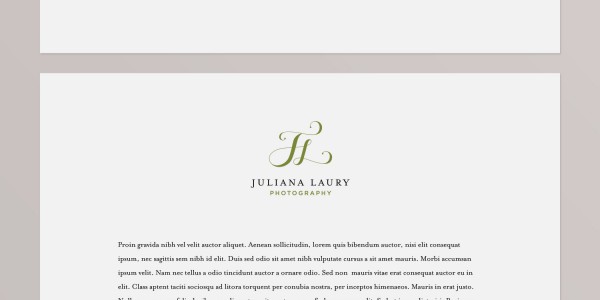 JL
JULIANA LAURY
PHOTOGRAPHY
Proin gravida nibh vel velit auctor aliquet. Aenean sollicitudin, lorem quis bibendum auctor, nisi elit consequat
ipsum, nec sagittis sem nibh id elit. Duis sed odio sit amet nibh vulputate cursus a sit amet mauris. Morbi accumsan
ipsum velit. Nam nec tellus a odio tincidunt auctor a ornare odio. Sed non mauris vitae erat consequat auctor eu in
elit. Class aptent taciti sociosqu ad litora torquent per conubia nostra, per inceptos himenaeos. Mauris in erat justo.